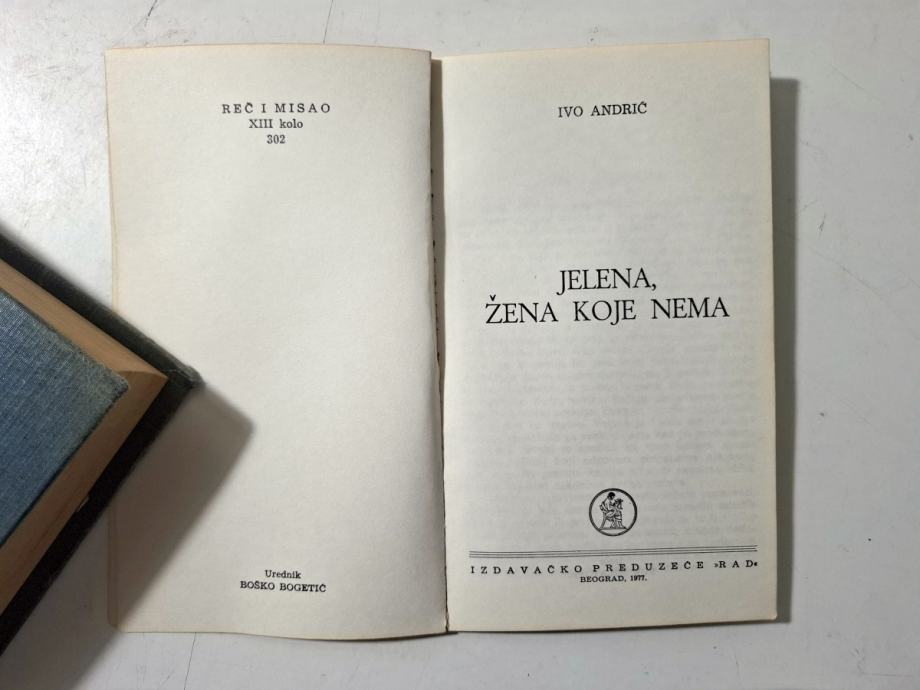 REČ I MISAO
XIII kolo
302
Urednik
BOŠKO BOGETIĆ
IVO ANDRIĆ
JELENA,
ŽENA KOJE NEMA
IZDAVAČKO PREDUZEĆE »RAD«
BEOGRAD, 1977.